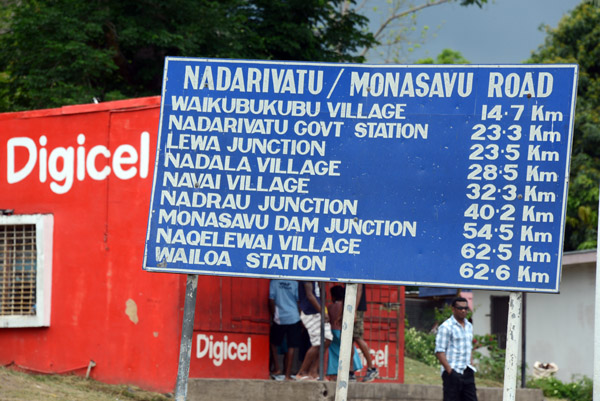 NADARIVATU / MONASAVU ROAD
WAIKUBUKUBU VILLAGE 14.7 Km
NADARIVATU GOVT STATION 23.3 Km
LEWA JUNCTION 23.5 Km
NADALA VILLAGE 28.5 Km
NAVAI VILLAGE 32.3 Km
NADRAU JUNCTION 40.2 Km
MONASAVU DAM JUNCTION 54.5 Km
NAQELEWAI VILLAGE 62.5 Km
WAILOA STATION 62.6 Km
Digicel
Digicel